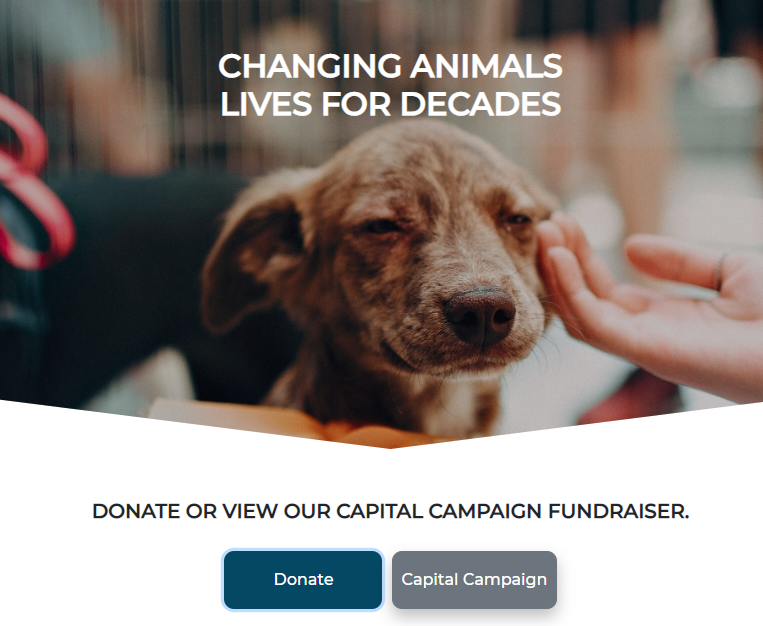 CHANGING ANIMALS
LIVES FOR DECADES
DONATE OR VIEW OUR CAPITAL CAMPAIGN FUNDRAISER.
Donate
Capital Campaign